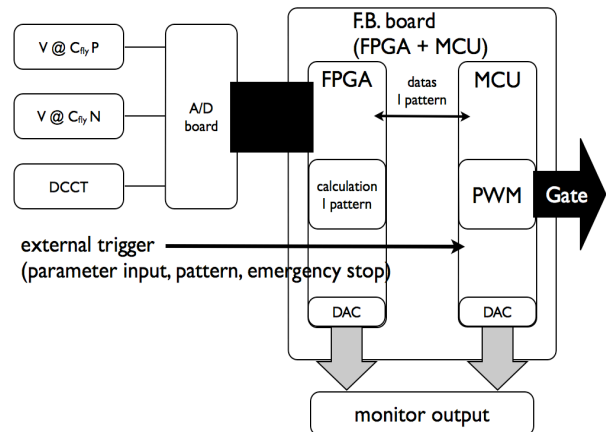 F.B. board
(FPGA + MCU)
V @ Cfly P
V @ Cfly N
DCCT
A/D
board
FPGA
datas
I pattern
MCU
calculation
I pattern
PWM
Gate
external trigger
(parameter input, pattern, emergency stop)
DAC
DAC
monitor output